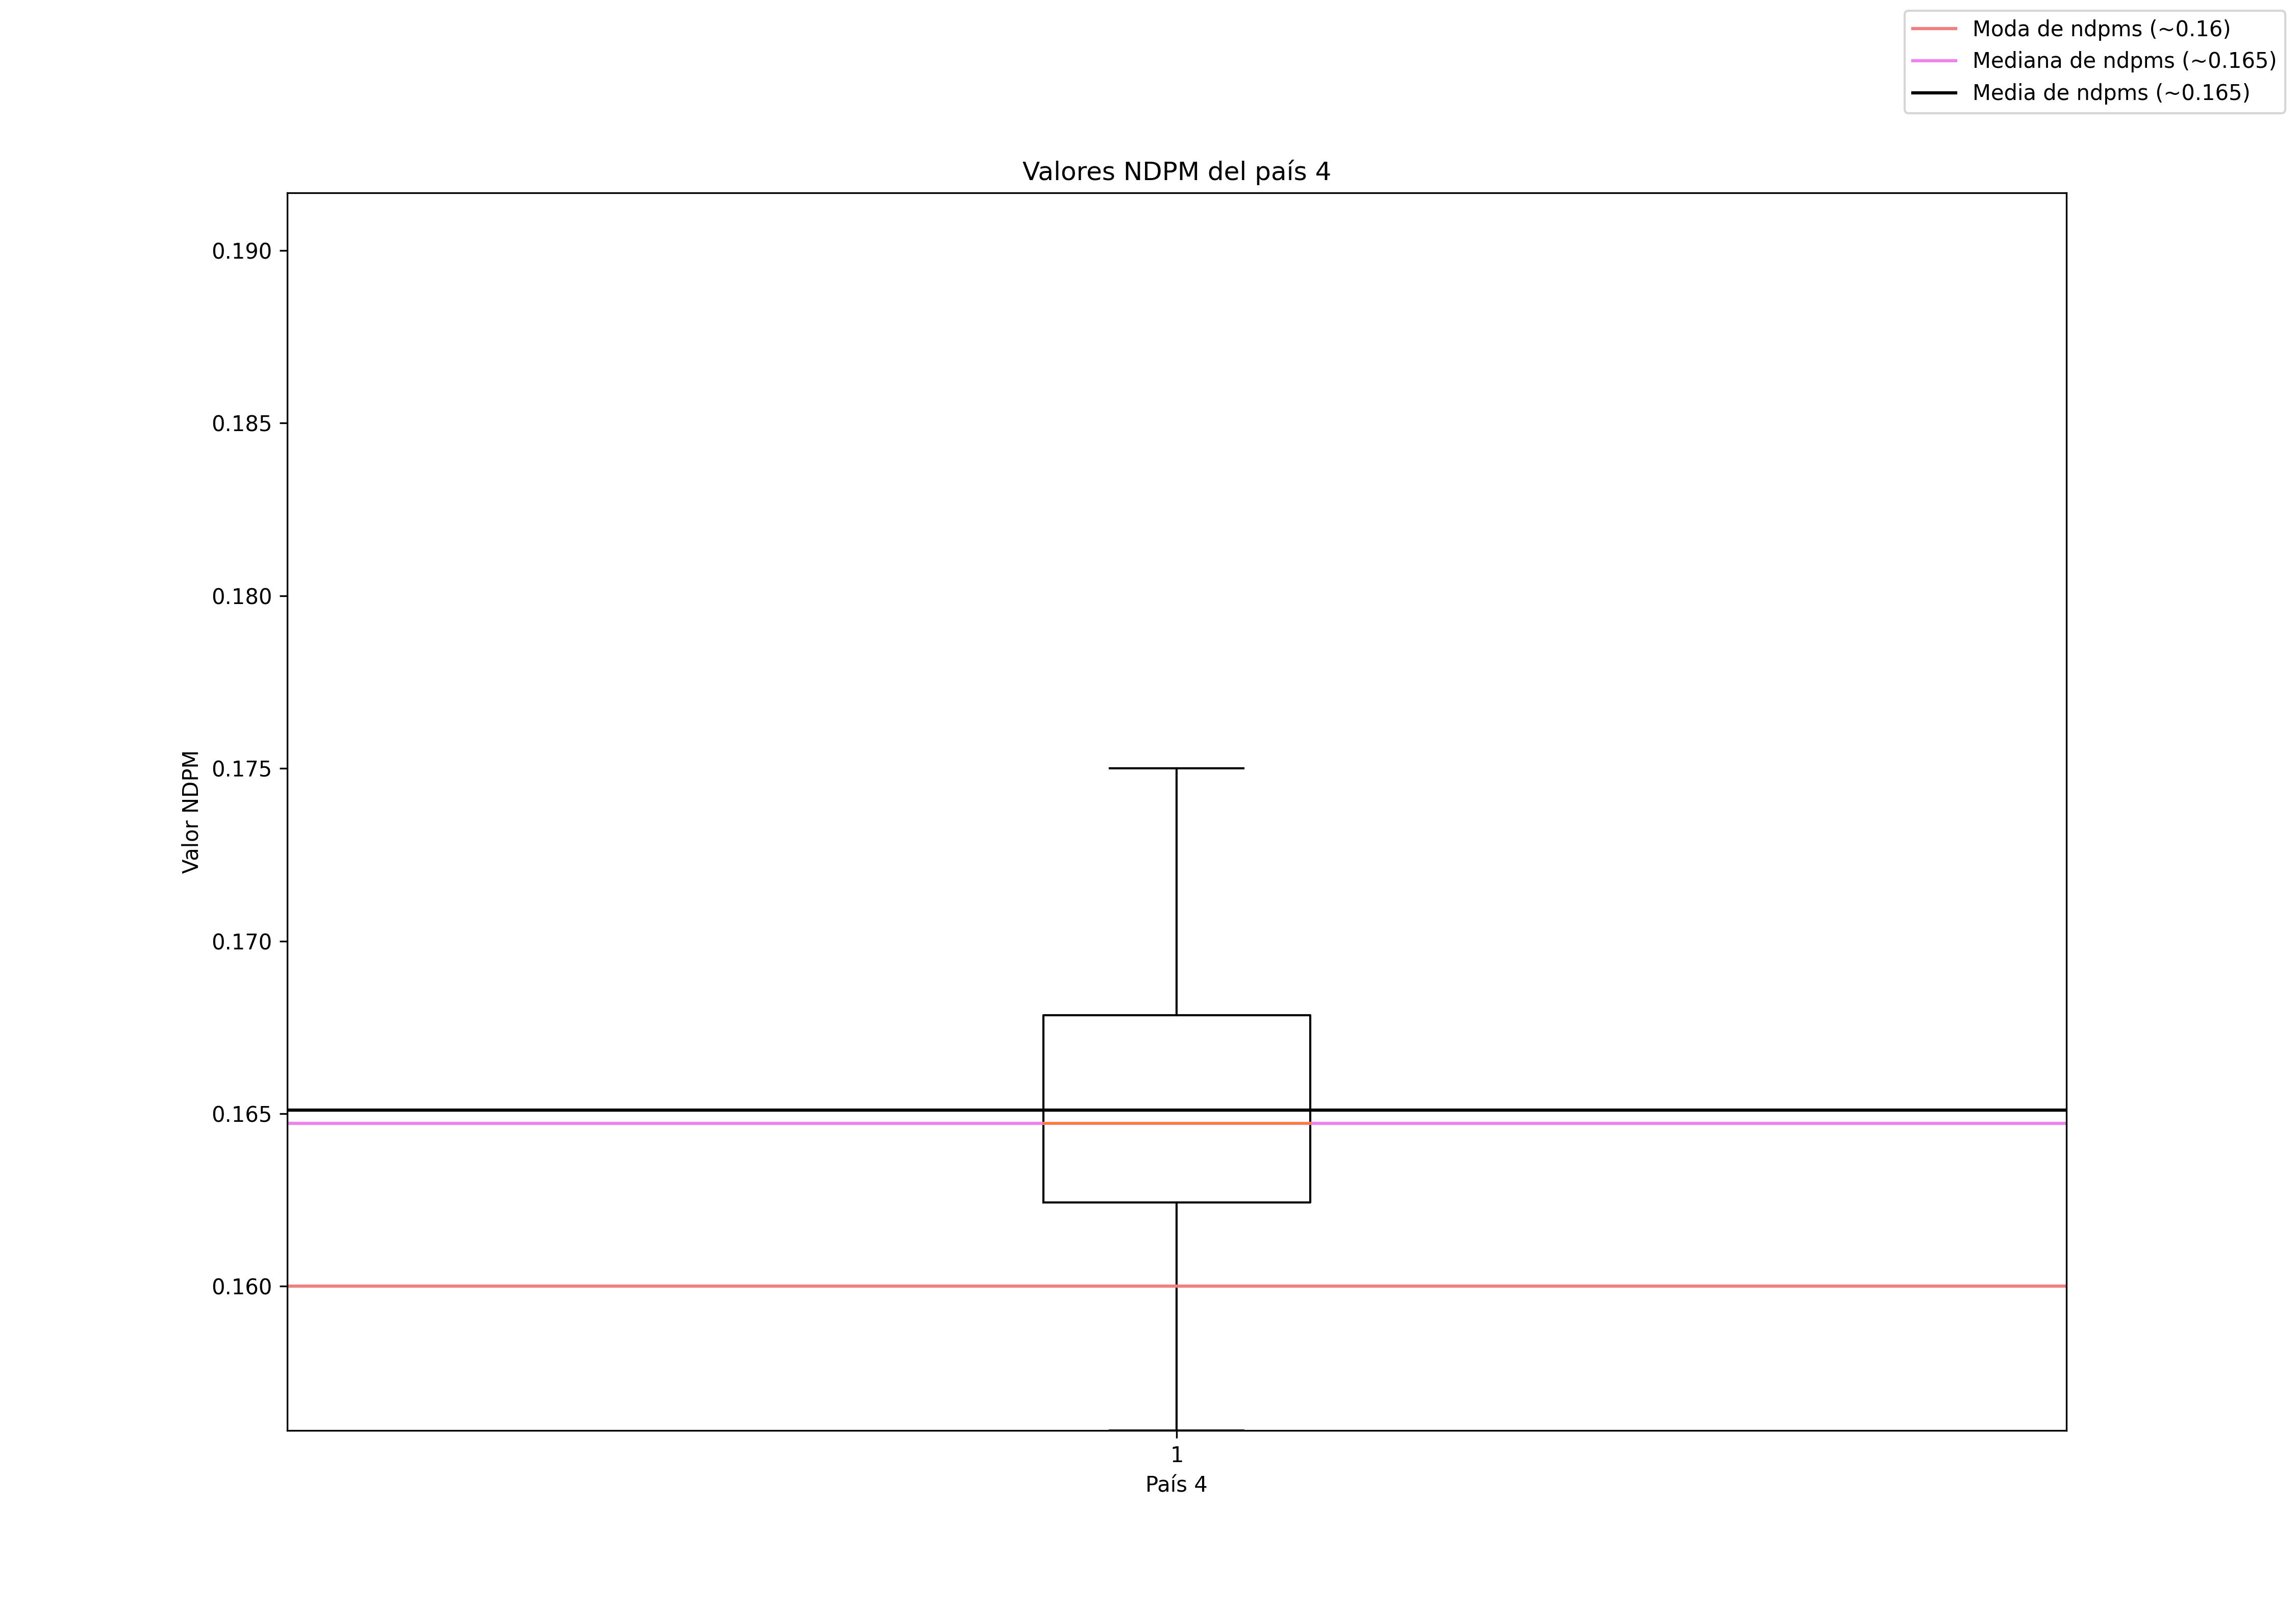 Moda de ndpms (~0.16)
Mediana de ndpms (~0.165)
Media de ndpms (~0.165)
Valores NDPM del país 4
0.190
0.185
0.180
0.175
0.170
0.165
0.160
Valor NDPM
1
País 4